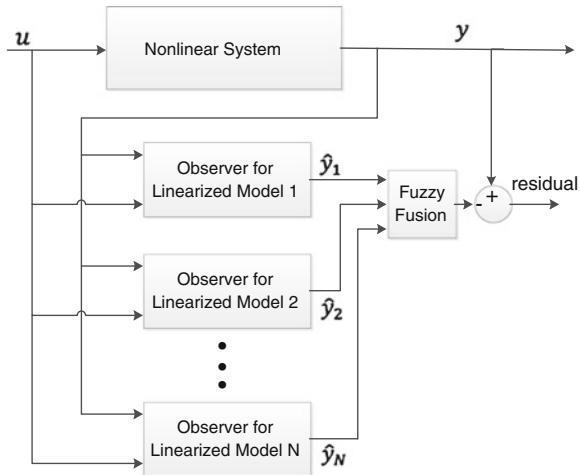 u
Nonlinear System
y
Observer for
Linearized Model 1
ŷ₁
Fuzzy
Fusion
- +
residual
Observer for
Linearized Model 2
ŷ₂
Observer for
Linearized Model N
ŷ_N